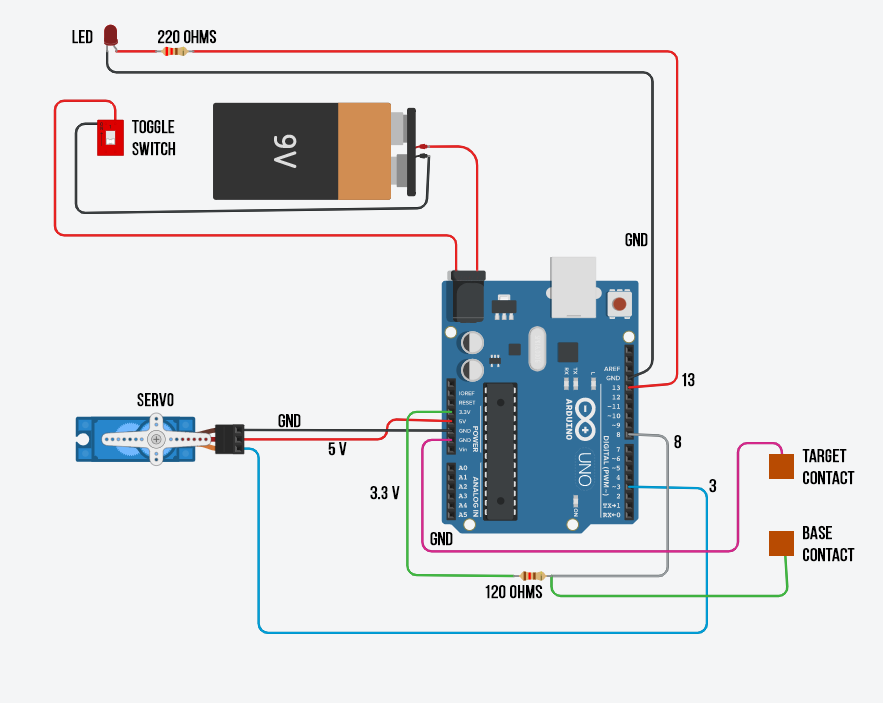 LED
220 OHMS
TOGGLE
SWITCH
9V
GND
13
8
3
AREF
GND
13
12
~11
~10
~9
8
7
~6
~5
4
~3
2
TX→1
RX←0
DIGITAL (PWM~)
RX
TX
L
ARDUINO
UNO
ON
IOREF
RESET
3.3V
5V
GND
GND
Vin
POWER
A0
A1
A2
A3
A4
A5
ANALOG IN
SERVO
GND
5 V
3.3 V
GND
120 OHMS
TARGET
CONTACT
BASE
CONTACT